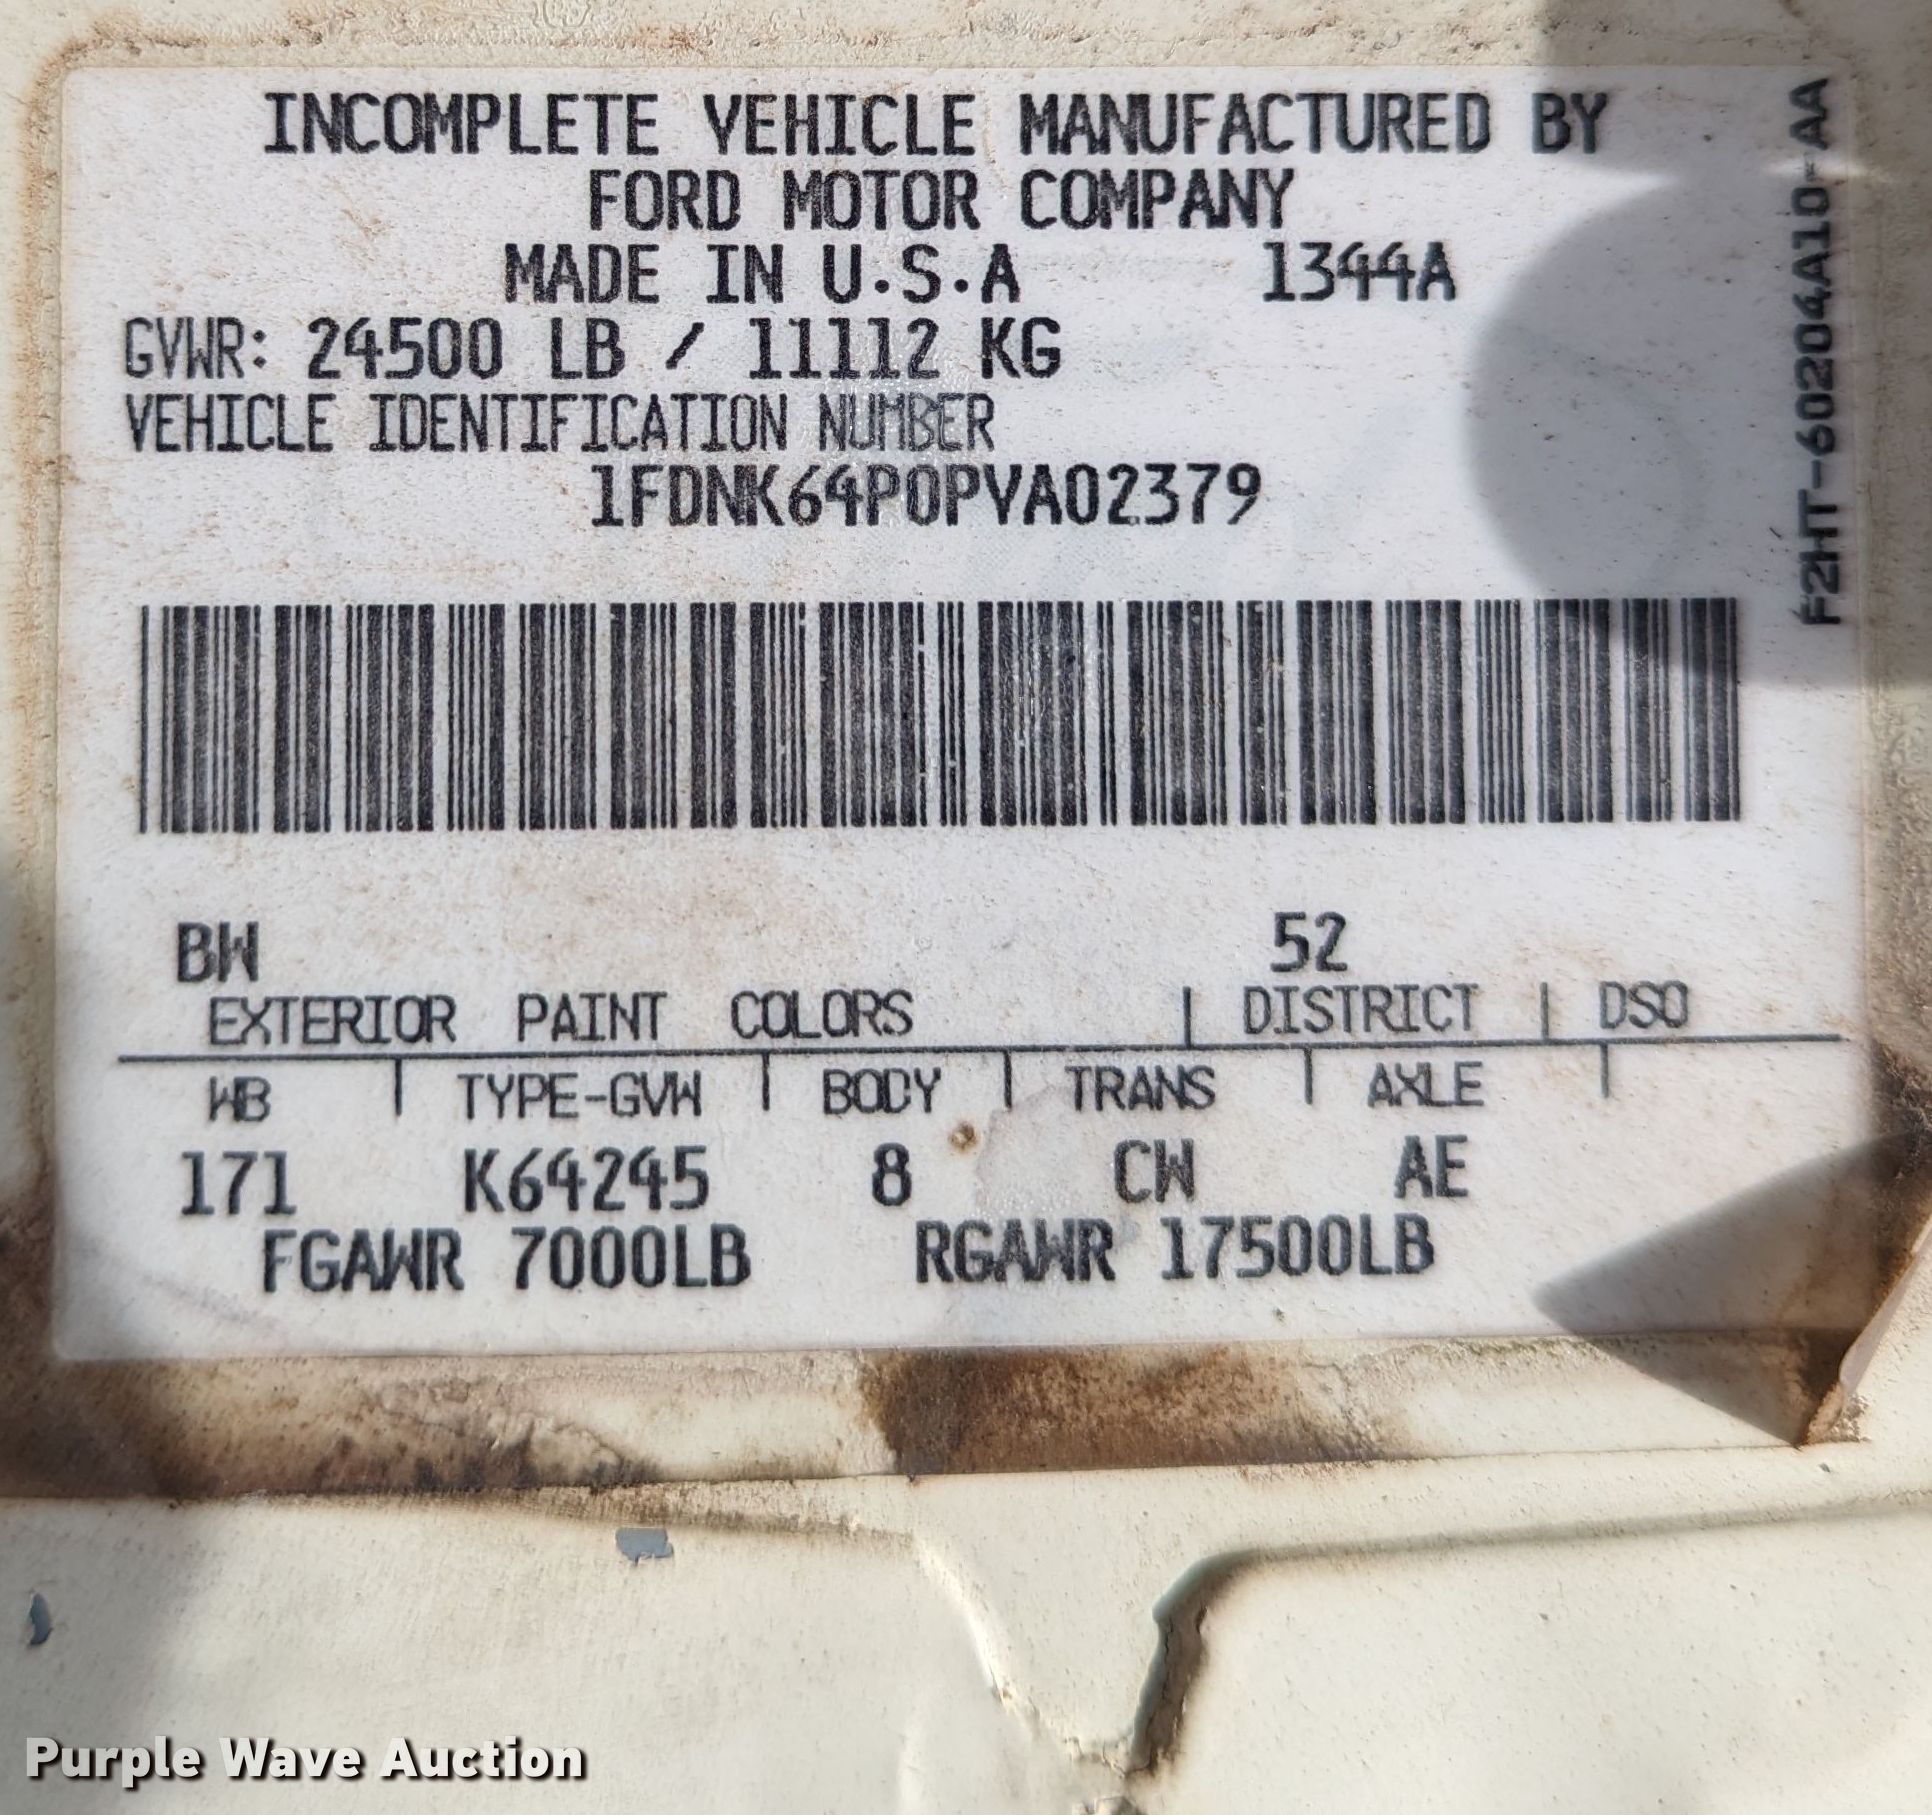 INCOMPLETE VEHICLE MANUFACTURED BY
FORD MOTOR COMPANY
MADE IN U.S.A 1344A
GVWR: 24500 LB / 11112 KG
VEHICLE IDENTIFICATION NUMBER
1FDNK64P0PVA02379
F2HT-60204A10-AA
BW 52
EXTERIOR PAINT COLORS | DISTRICT | DSO
WB | TYPE-GVW | BODY | TRANS | AXLE |
171 K64245 8 CW AE
FGAWR 7000LB RGAWR 17500LB
Purple Wave Auction